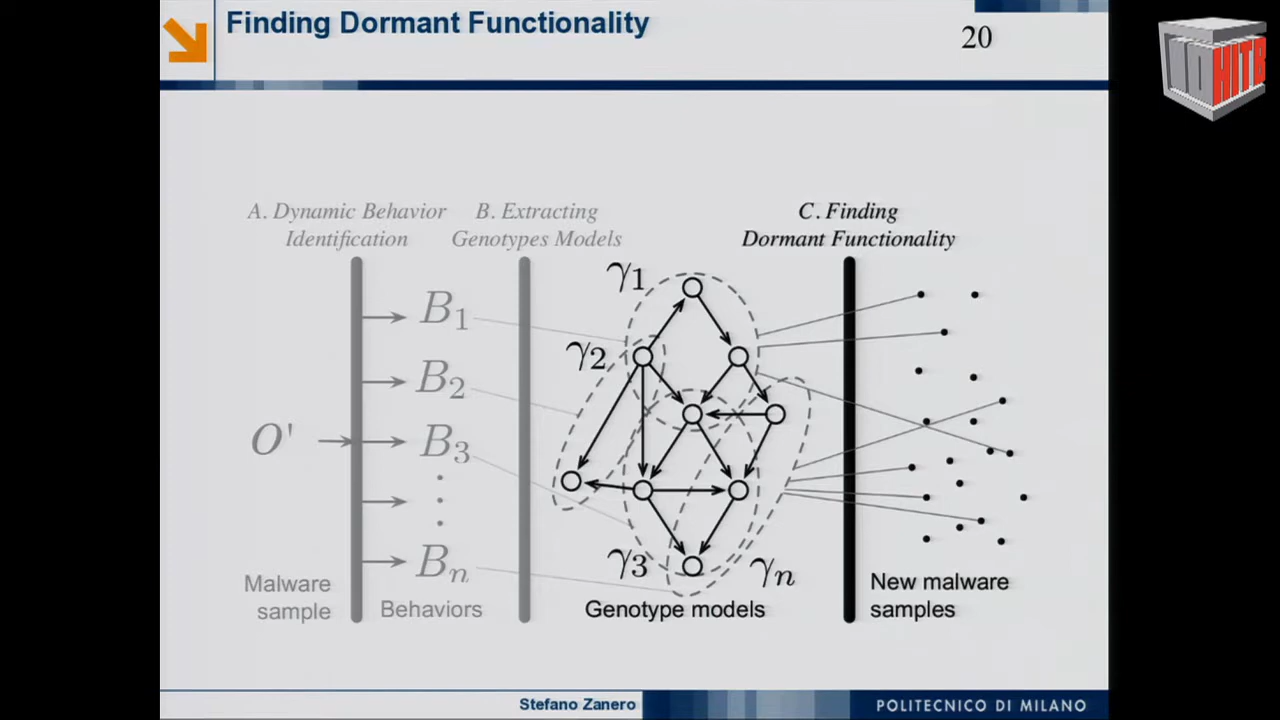 Finding Dormant Functionality
20
HITB
A. Dynamic Behavior
Identification
B. Extracting
Genotypes Models
C. Finding
Dormant Functionality
γ1
B1
γ2
B2
O'
B3
Bn
γ3
γn
Malware
sample
Behaviors
Genotype models
New malware
samples
Stefano Zanero
POLITECNICO DI MILANO